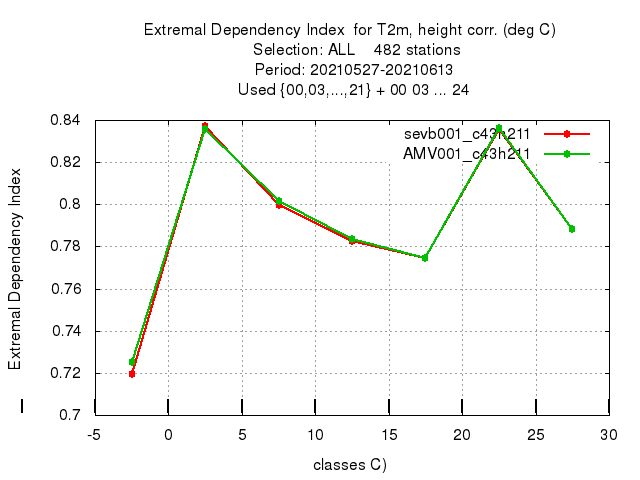 Extremal Dependency Index for T2m, height corr. (deg C)
Selection: ALL 482 stations
Period: 20210527-20210613
Used {00,03,...,21} + 00 03 ... 24
sevb001_c43h211
AMV001_c43h211
0.84
0.82
0.8
0.78
0.76
0.74
0.72
0.7
Extremal Dependency Index
-5
0
5
10
15
20
25
30
classes C)